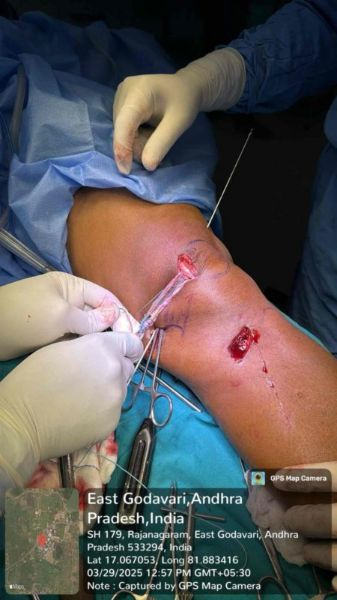 GPS Map Camera
East Godavari,Andhra
Pradesh,India
SH 179, Rajanagaram, East Godavari, Andhra
Pradesh 533294, India
Lat 17.067053, Long 81.883416
03/29/2025 12:57 PM GMT+05:30
Note : Captured by GPS Map Camera